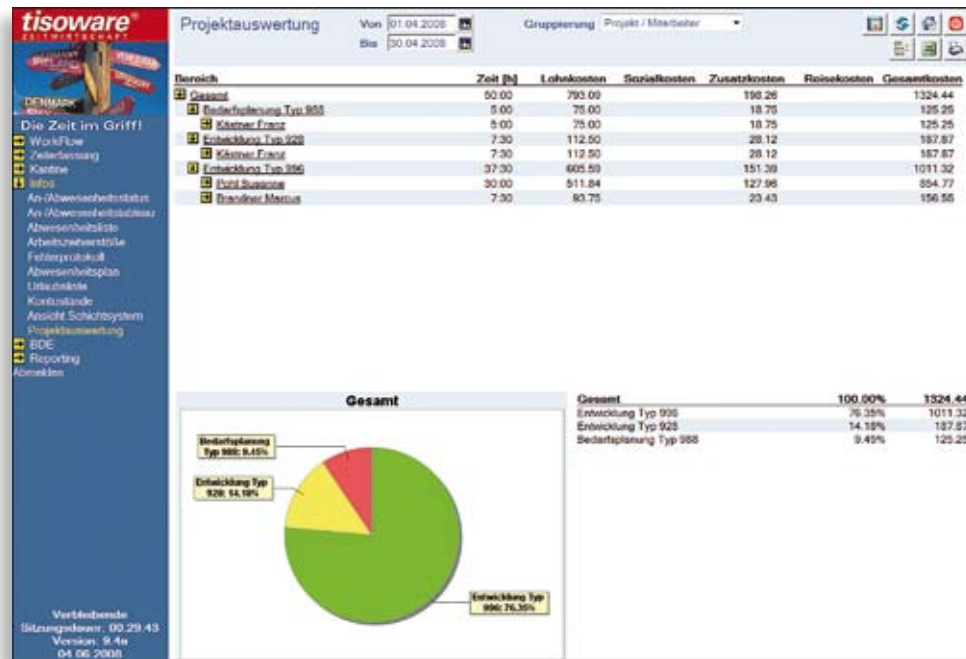 tisoware®
ZEITWIRTSCHAFT
IRELAND
DENMARK
Die Zeit im Griff!
WorkFlow
Zeiterfassung
Kantine
Infos
An-/Abwesenheitsstatus
An-/Abwesenheitstableau
Abwesenheitsliste
Arbeitszeitverstöße
Fehlerprotokoll
Abwesenheitsplan
Urlaubsliste
Kontostände
Ansicht Schichtsystem
Projektauswertung
BDE
Reporting
Abmelden
Verbleibende
Sitzungsdauer: 00:29:43
Version: 9.4e
04.06.2008
Projektauswertung
Von 01.04.2008
Bis 30.04.2008
Gruppierung Projekt / Mitarbeiter
Bereich Zeit [h] Lohnkosten Sozialkosten Zusatzkosten Reisekosten Gesamtkosten
Gesamt 50:00 793.09 198.26 1324.44
Bedarfsplanung Typ 988 5:00 75.00 18.75 125.25
Kästner Franz 5:00 75.00 18.75 125.25
Entwicklung Typ 928 7:30 112.50 28.12 187.87
Kästner Franz 7:30 112.50 28.12 187.87
Entwicklung Typ 996 37:30 605.59 151.39 1011.32
Pohl Susanne 30:00 511.84 127.96 854.77
Brandner Marcus 7:30 93.75 23.43 156.55
Gesamt
Bedarfsplanung
Typ 988; 9.45%
Entwicklung Typ
928; 14.18%
Entwicklung Typ
996; 76.35%
Gesamt 100.00% 1324.44
Entwicklung Typ 996 76.35% 1011.32
Entwicklung Typ 928 14.18% 187.87
Bedarfsplanung Typ 988 9.45% 125.25